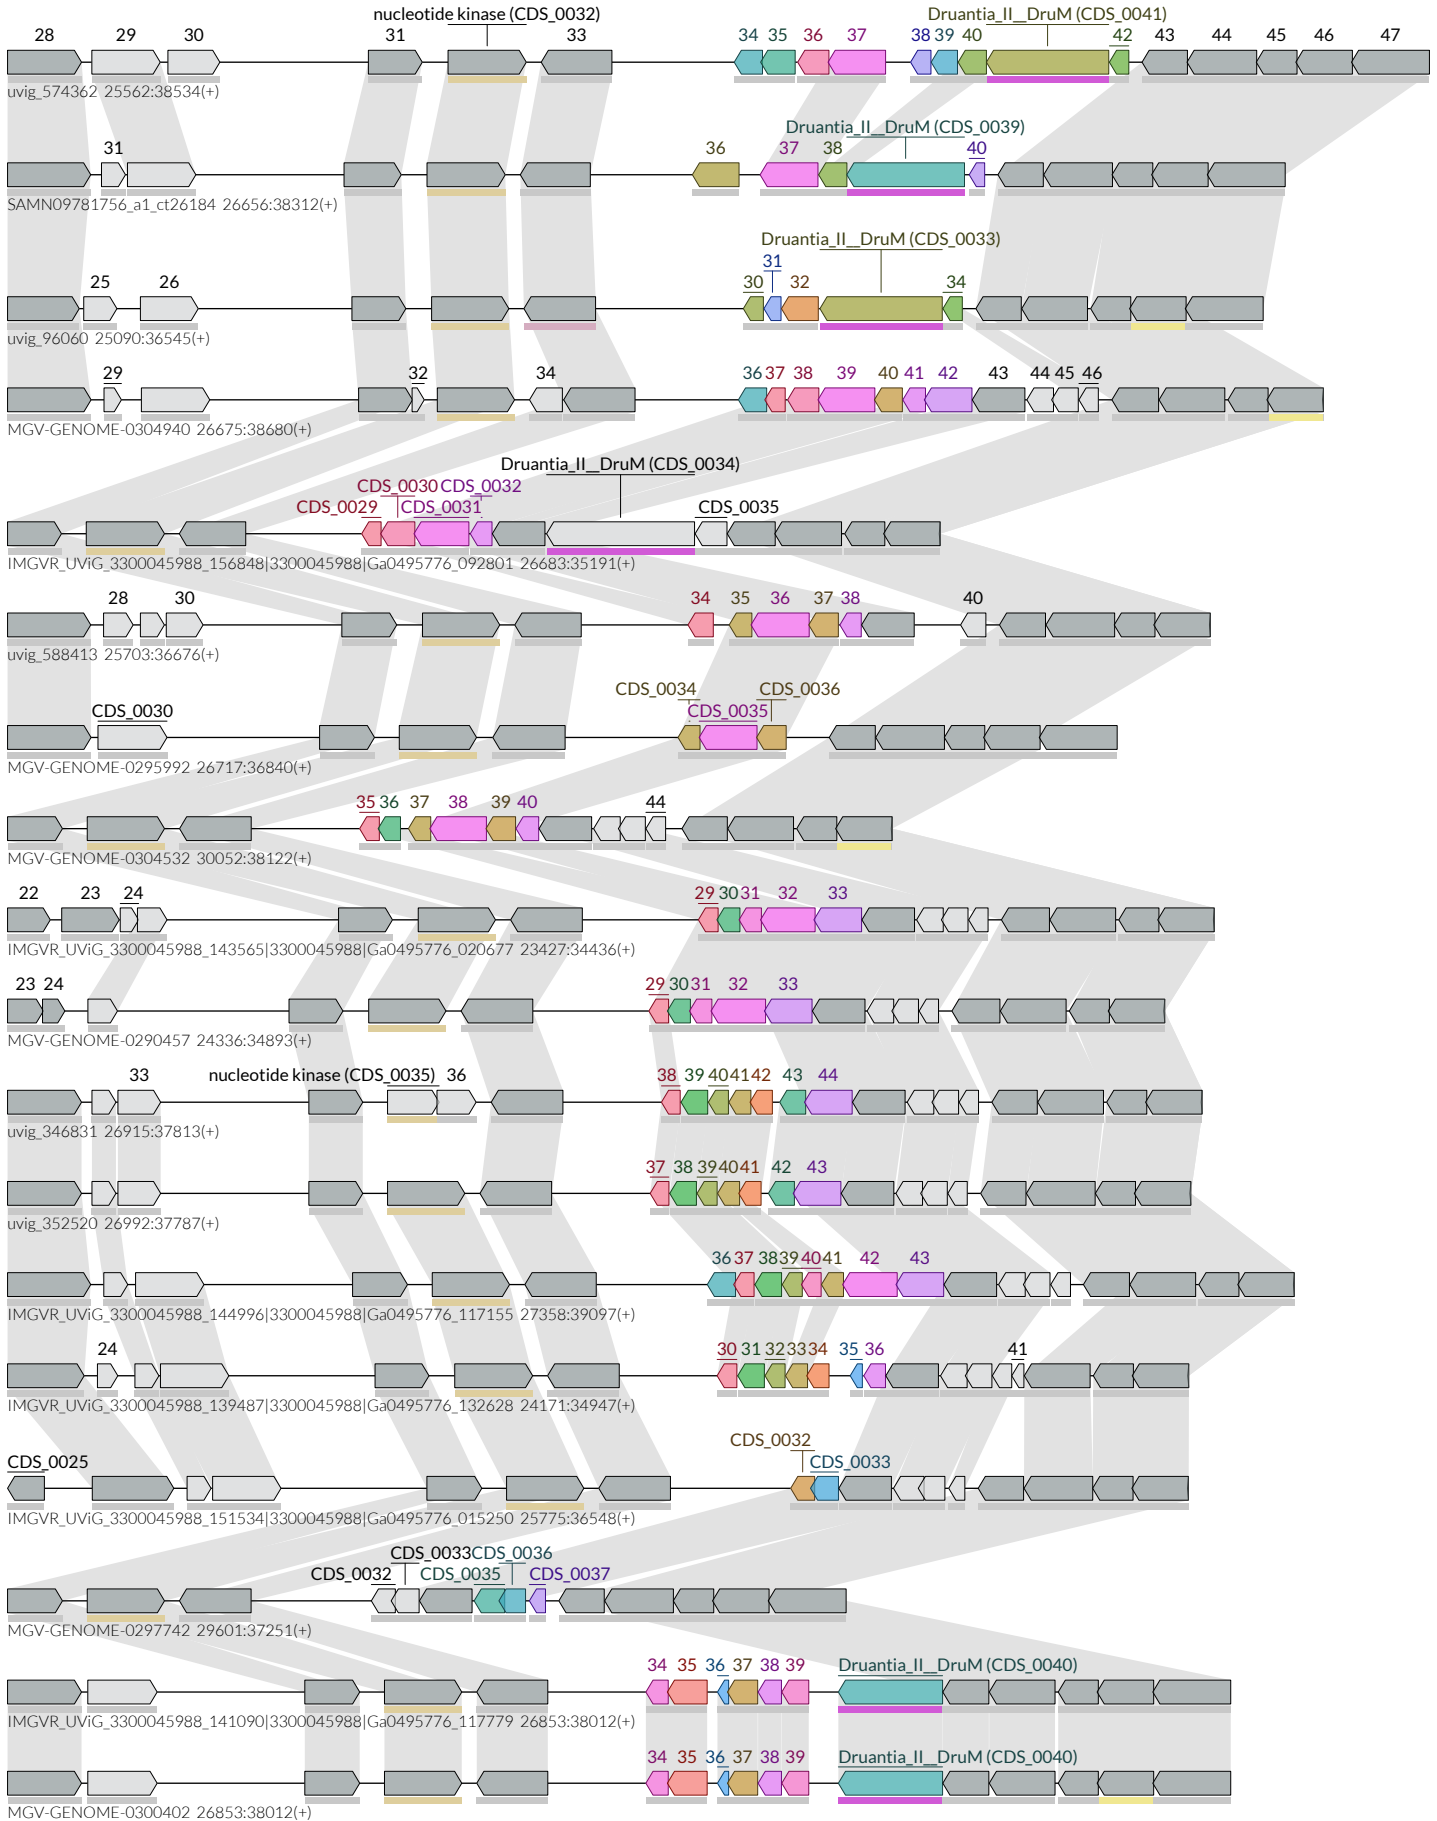 nucleotide kinase (CDS_0032) Druantia_II__DruM (CDS_0041)
28 29 30 31 33 34 35 36 37 38 39 40 42 43 44 45 46 47
uvig_574362 25562:38534(+)
Druantia_II__DruM (CDS_0039)
31 36 37 38 40
SAMN09781756_a1_ct26184 26656:38312(+)
Druantia_II__DruM (CDS_0033)
31
25 26 30 32 34
uvig_96060 25090:36545(+)
29 32 34 36 37 38 39 40 41 42 43 44 45 46
MGV-GENOME-0304940 26675:38680(+)
Druantia_II__DruM (CDS_0034)
CDS_0030 CDS_0032
CDS_0029 CDS_0031 CDS_0035
IMGVR_UViG_3300045988_156848|3300045988|Ga0495776_092801 26683:35191(+)
28 30 34 35 36 37 38 40
uvig_588413 25703:36676(+)
CDS_0034 CDS_0036
CDS_0030 CDS_0035
MGV-GENOME-0295992 26717:36840(+)
35 36 37 38 39 40 44
MGV-GENOME-0304532 30052:38122(+)
22 23 24 29 30 31 32 33
IMGVR_UViG_3300045988_143565|3300045988|Ga0495776_020677 23427:34436(+)
23 24 29 30 31 32 33
MGV-GENOME-0290457 24336:34893(+)
33 nucleotide kinase (CDS_0035) 36 38 39 40 41 42 43 44
uvig_346831 26915:37813(+)
37 38 39 40 41 42 43
uvig_352520 26992:37787(+)
36 37 38 39 40 41 42 43
IMGVR_UViG_3300045988_144996|3300045988|Ga0495776_117155 27358:39097(+)
24 30 31 32 33 34 35 36 41
IMGVR_UViG_3300045988_139487|3300045988|Ga0495776_132628 24171:34947(+)
CDS_0032
CDS_0025 CDS_0033
IMGVR_UViG_3300045988_151534|3300045988|Ga0495776_015250 25775:36548(+)
CDS_0033 CDS_0036
CDS_0032 CDS_0035 CDS_0037
MGV-GENOME-0297742 29601:37251(+)
34 35 36 37 38 39 Druantia_II__DruM (CDS_0040)
IMGVR_UViG_3300045988_141090|3300045988|Ga0495776_117779 26853:38012(+)
34 35 36 37 38 39 Druantia_II__DruM (CDS_0040)
MGV-GENOME-0300402 26853:38012(+)